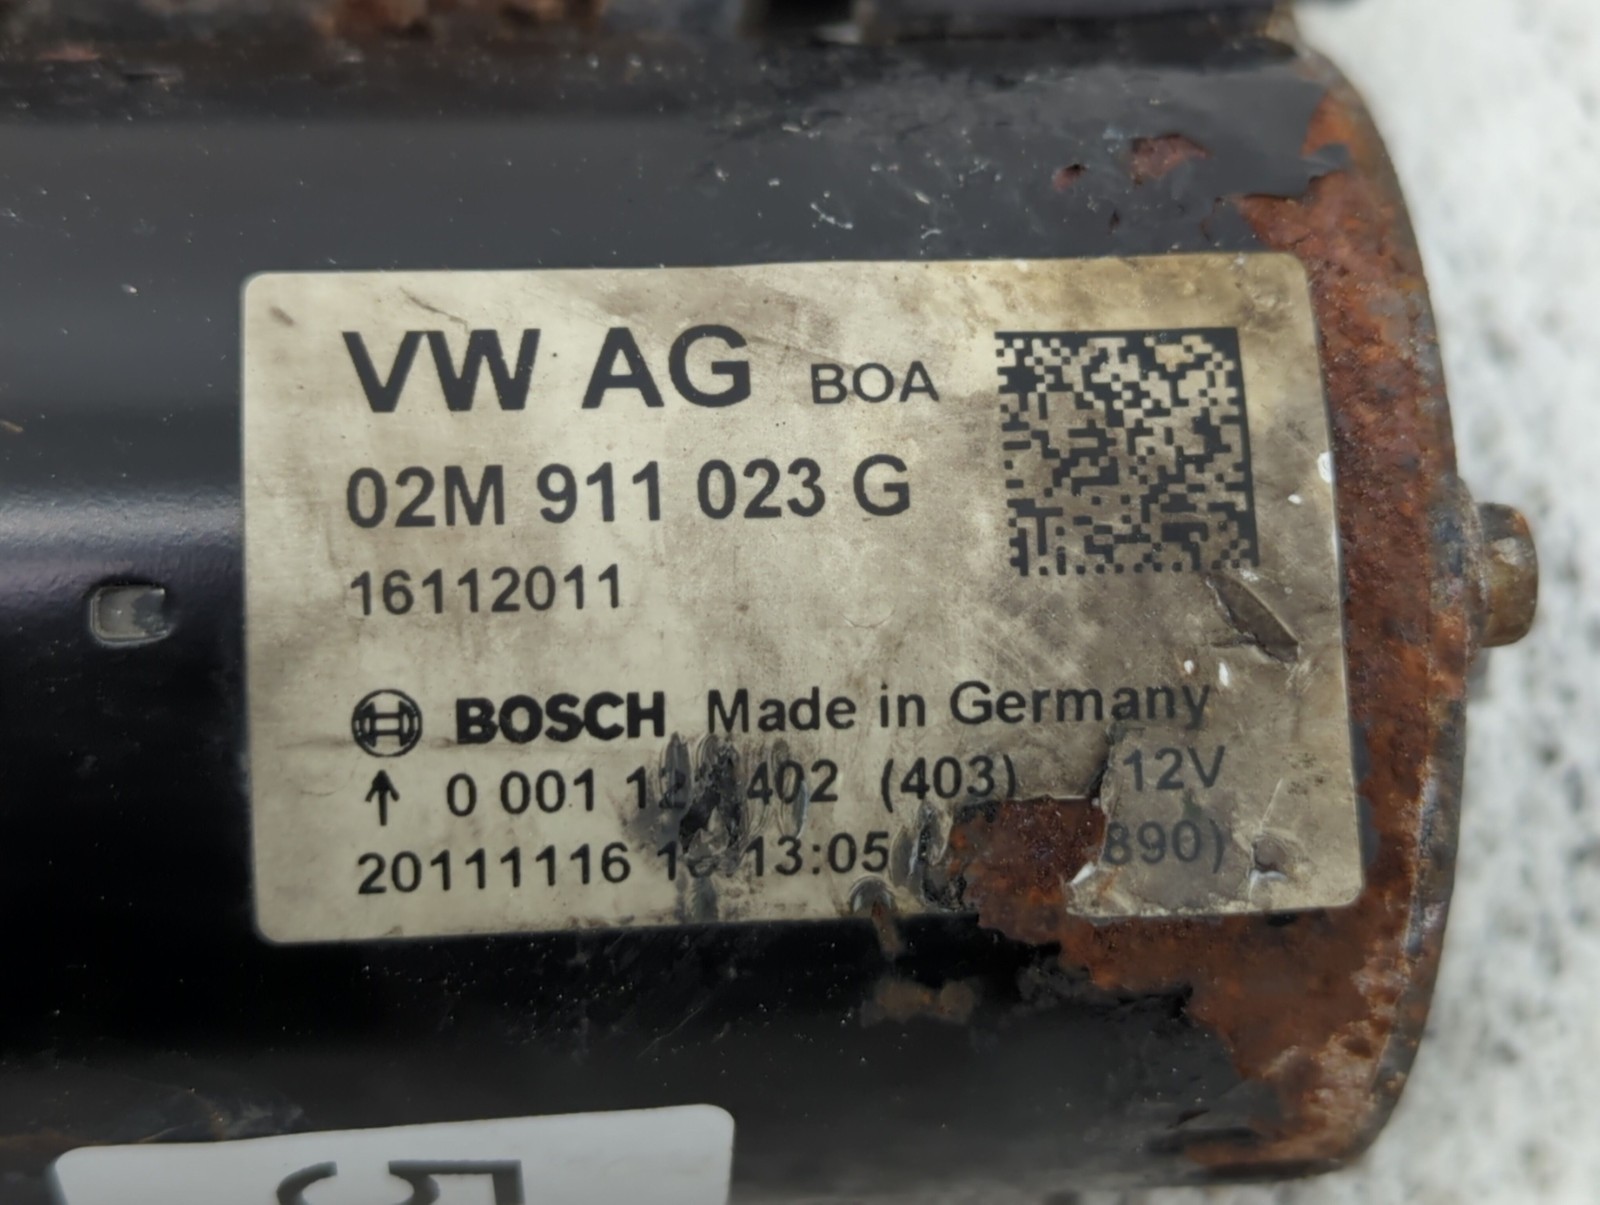 VW AG BOA
02M 911 023 G
16112011
BOSCH Made in Germany
↑ 0 001 402 (403) 12V
20111116 13:05 890)
5